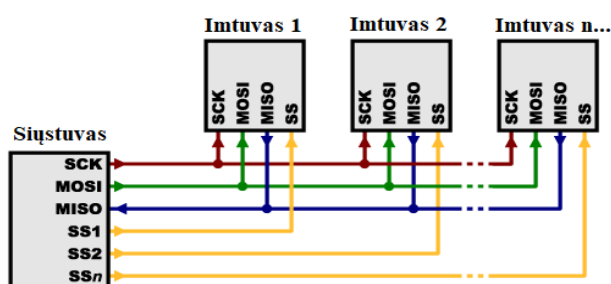 Imtuvas 1
SCK
MOSI
MISO
SS
Imtuvas 2
SCK
MOSI
MISO
SS
Imtuvas n...
SCK
MOSI
MISO
SS
Siųstuvas
SCK
MOSI
MISO
SS1
SS2
SSn